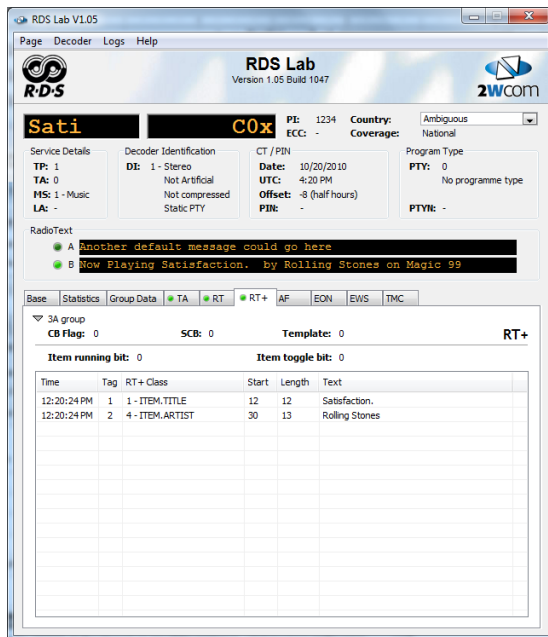 RDS Lab V1.05
Page Decoder Logs Help
R·D·S
RDS Lab
Version 1.05 Build 1047
2wcom
Sati C0x
PI: 1234 Country: Ambiguous
ECC: - Coverage: National
Service Details
TP: 1
TA: 0
MS: 1 - Music
LA: -
Decoder Identification
DI: 1 - Stereo
Not Artificial
Not compressed
Static PTY
CT / PIN
Date: 10/20/2010
UTC: 4:20 PM
Offset: -8 (half hours)
PIN: -
Program Type
PTY: 0
No programme type
PTYN: -
RadioText
A Another default message could go here
B Now Playing Satisfaction. by Rolling Stones on Magic 99
Base Statistics Group Data TA RT RT+ AF EON EWS TMC
3A group
CB Flag: 0 SCB: 0 Template: 0 RT+
Item running bit: 0 Item toggle bit: 0
Time Tag RT+ Class Start Length Text
12:20:24 PM 1 1 - ITEM.TITLE 12 12 Satisfaction.
12:20:24 PM 2 4 - ITEM.ARTIST 30 13 Rolling Stones